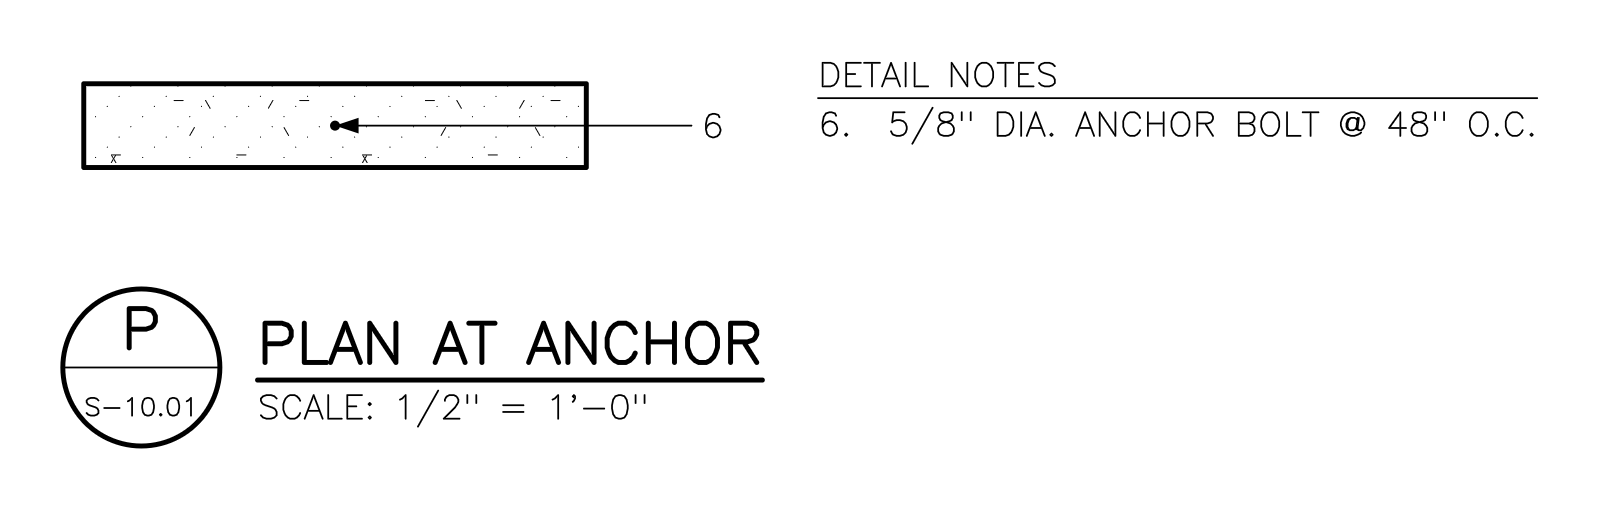 6
DETAIL NOTES
6. 5/8" DIA. ANCHOR BOLT @ 48" O.C.
P
S-10.01
PLAN AT ANCHOR
SCALE: 1/2" = 1'-0"